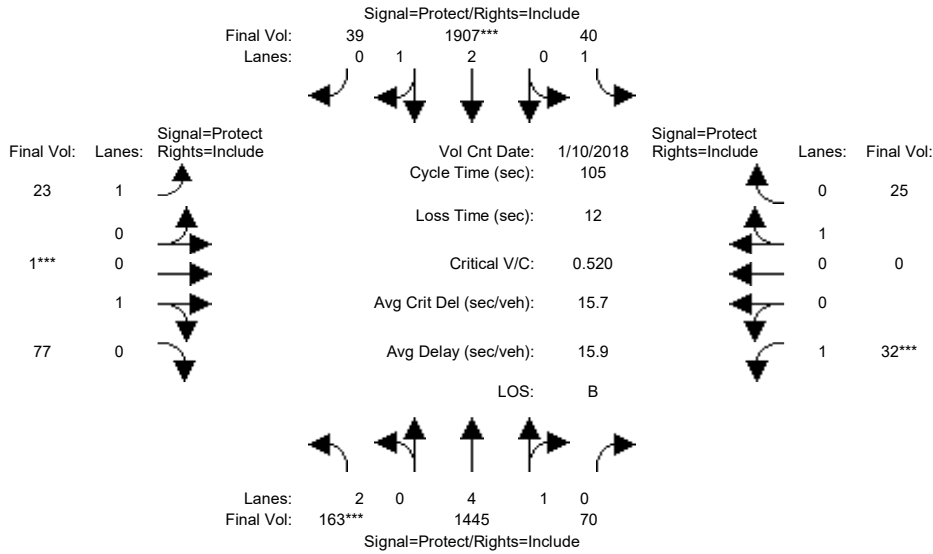 Signal=Protect/Rights=Include
Final Vol: 39 1907*** 40
Lanes: 0 1 2 0 1
Signal=Protect Signal=Protect
Final Vol: Lanes: Rights=Include Vol Cnt Date: 1/10/2018 Rights=Include Lanes: Final Vol:
Cycle Time (sec): 105
23 1 0 25
Loss Time (sec): 12
0 1
1*** 0 Critical V/C: 0.520 0 0
1 Avg Crit Del (sec/veh): 15.7 0
77 0 Avg Delay (sec/veh): 15.9 1 32***
LOS: B
Lanes: 2 0 4 1 0
Final Vol: 163*** 1445 70
Signal=Protect/Rights=Include